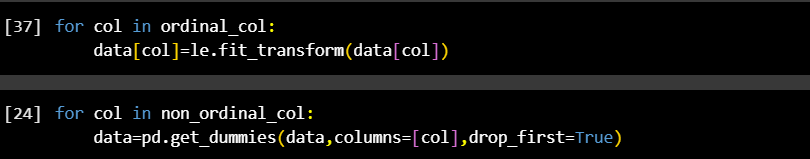 [37] for col in ordinal_col:
data[col]=le.fit_transform(data[col])
[24] for col in non_ordinal_col:
data=pd.get_dummies(data,columns=[col],drop_first=True)